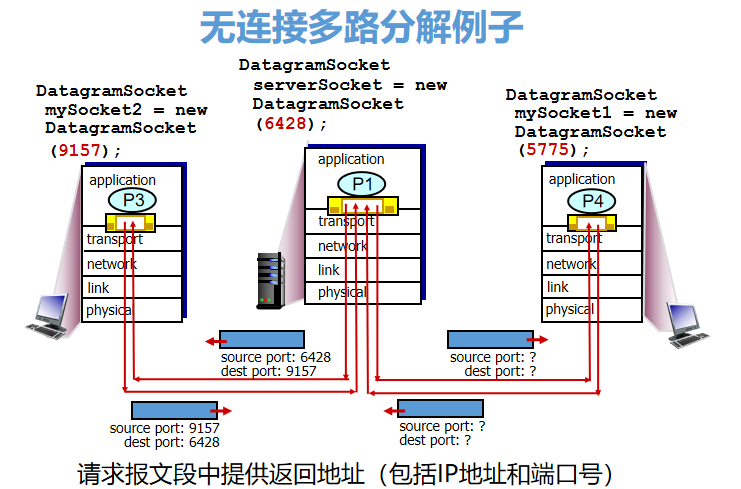 无连接多路分解例子
DatagramSocket
serverSocket = new
DatagramSocket
(6428);
DatagramSocket
mySocket2 = new
DatagramSocket
(9157);
DatagramSocket
mySocket1 = new
DatagramSocket
(5775);
application
P3
transport
network
link
physical
application
P1
transport
network
link
physical
application
P4
transport
network
link
physical
source port: 6428
dest port: 9157
source port: ?
dest port: ?
source port: 9157
dest port: 6428
source port: ?
dest port: ?
请求报文段中提供返回地址（包括IP地址和端口号）